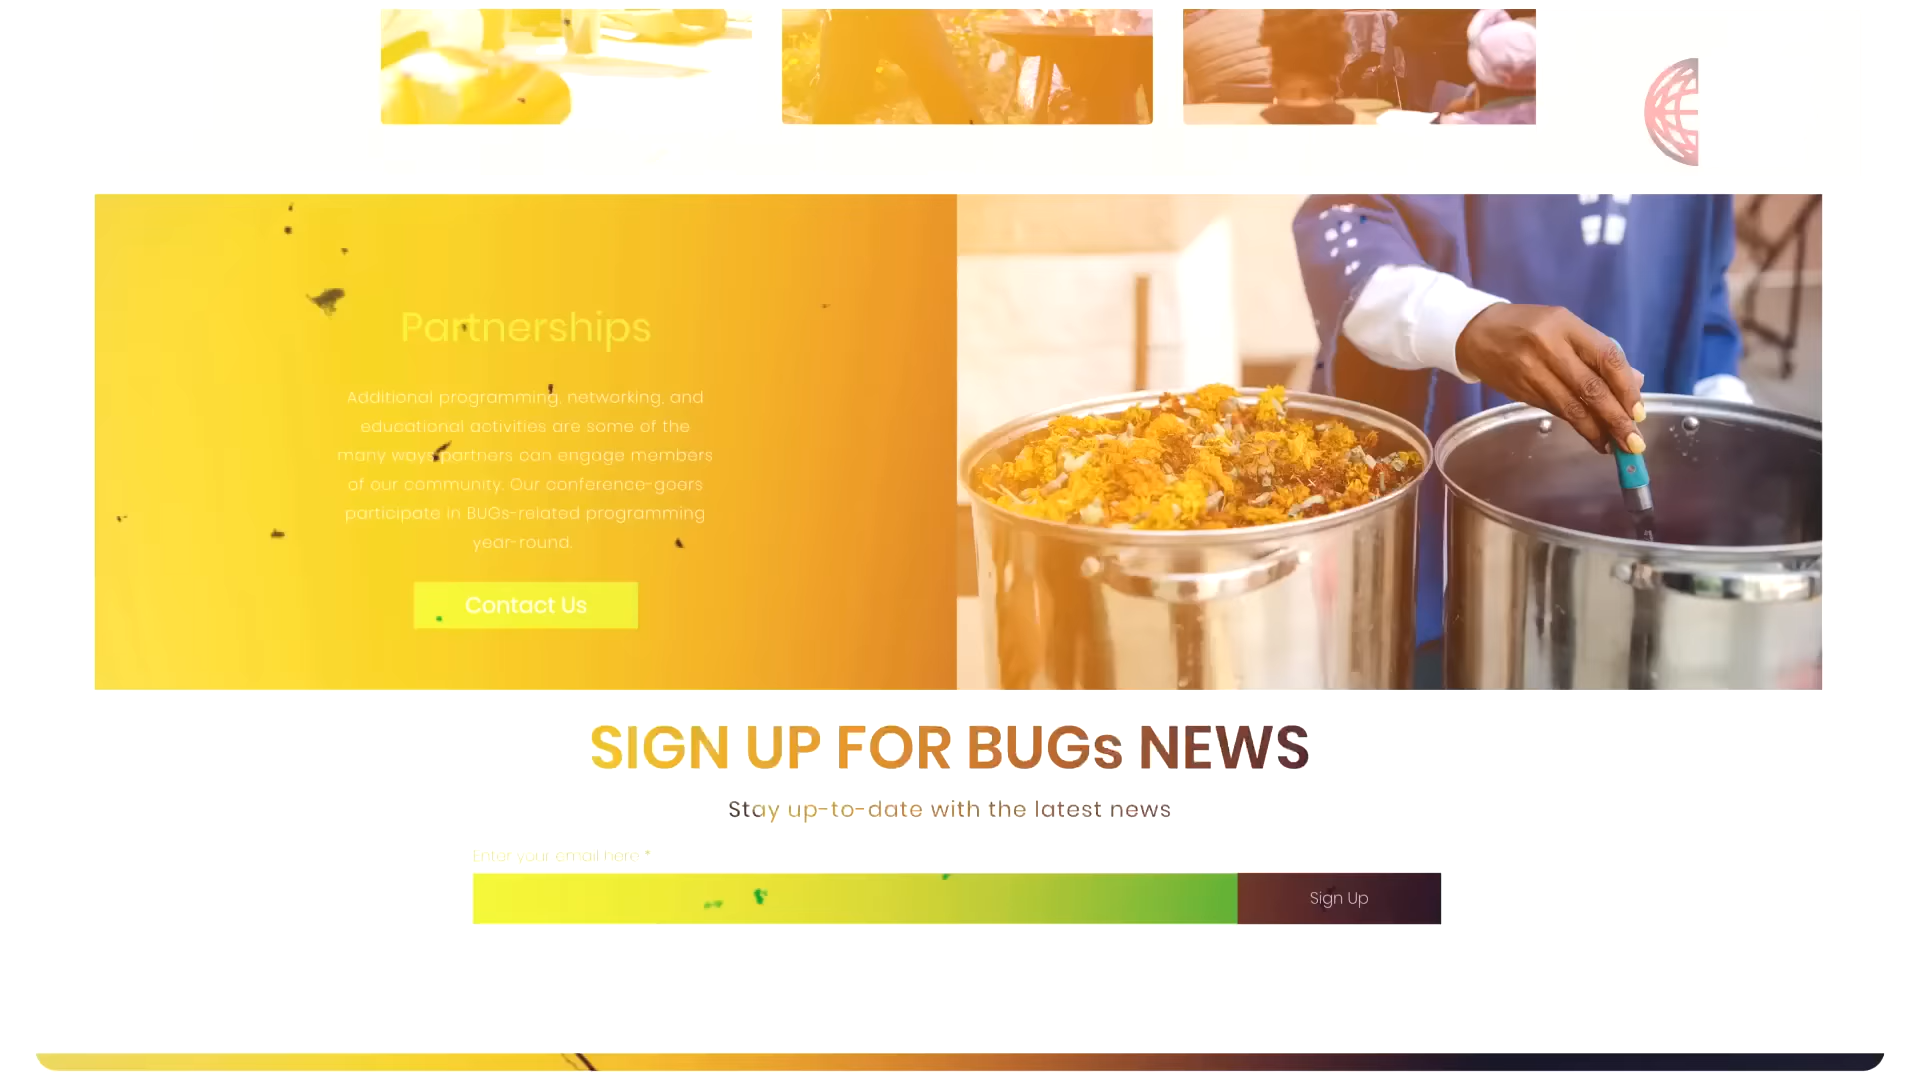 Partnerships
Additional programming, networking, and
educational activities are some of the
many ways partners can engage members
of our community. Our conference-goers
participate in BUGs-related programming
year-round.
Contact Us
SIGN UP FOR BUGs NEWS
Stay up-to-date with the latest news
Enter your email here *
Sign Up